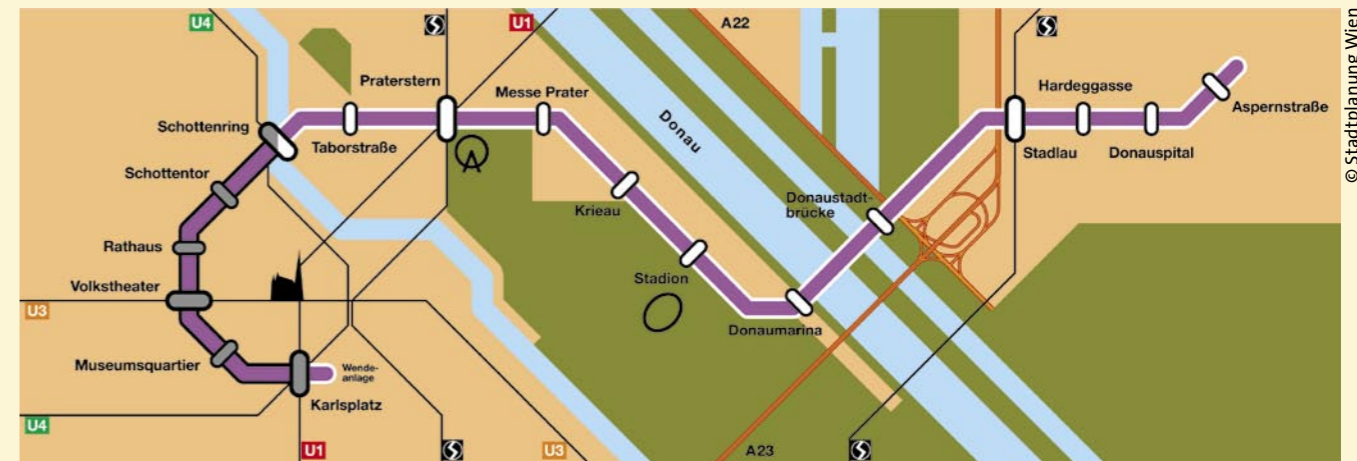 U4
U1
A22
© Stadtplanung Wien
Praterstern
Messe Prater
Hardeggasse
Aspernstraße
Schottenring
Taborstraße
Donau
Stadlau
Donauspital
Schottentor
Krieau
Donaustadt-
brücke
Rathaus
Stadion
Volkstheater
U3
Donaumarina
Museumsquartier
Wende-
anlage
Karlsplatz
U4
U1
U3
A23